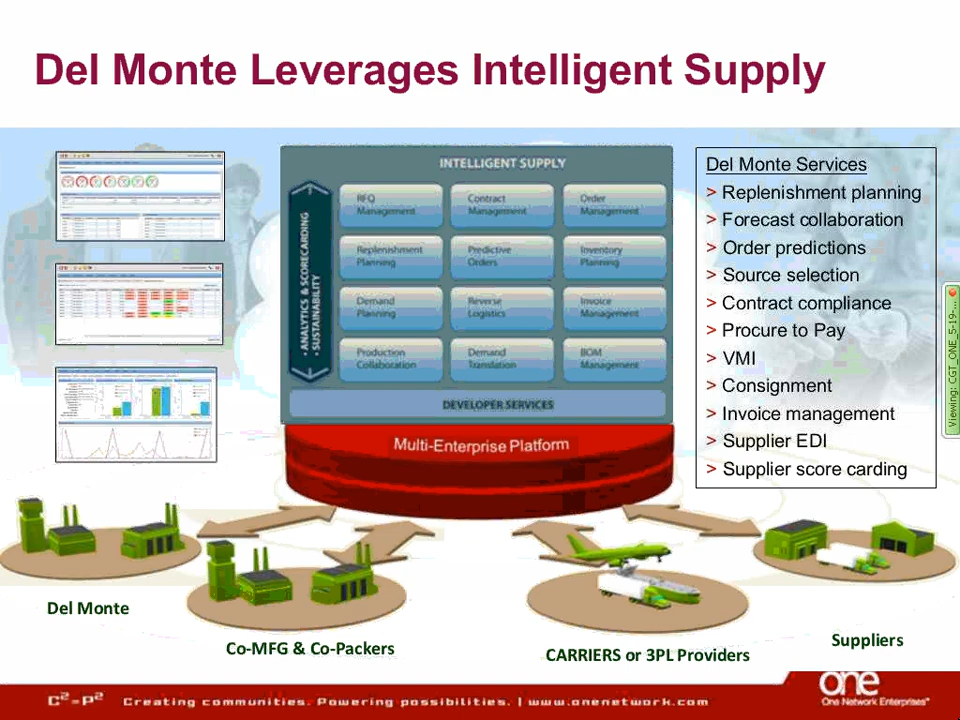 Del Monte Leverages Intelligent Supply
INTELLIGENT SUPPLY
• ANALYTICS & SCORECARDING
• SUSTAINABILITY
RFQ
Management
Contract
Management
Order
Management
Replenishment
Planning
Predictive
Orders
Inventory
Planning
Demand
Planning
Reverse
Logistics
Invoice
Management
Production
Collaboration
Demand
Translation
BOM
Management
DEVELOPER SERVICES
Multi-Enterprise Platform
Del Monte Services
> Replenishment planning
> Forecast collaboration
> Order predictions
> Source selection
> Contract compliance
> Procure to Pay
> VMI
> Consignment
> Invoice management
> Supplier EDI
> Supplier score carding
Viewing: CGT_ONE_5-19-...
Del Monte
Co-MFG & Co-Packers
CARRIERS or 3PL Providers
Suppliers
C²-P² Creating communities. Powering possibilities. | www.onenetwork.com
one
One Network Enterprises™